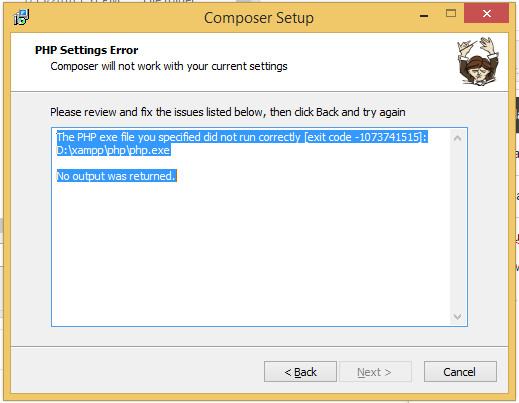 Composer Setup
PHP Settings Error
Composer will not work with your current settings
Please review and fix the issues listed below, then click Back and try again
The PHP exe file you specified did not run correctly [exit code -1073741515]:
D:\xampp\php\php.exe
No output was returned.
< Back
Next >
Cancel